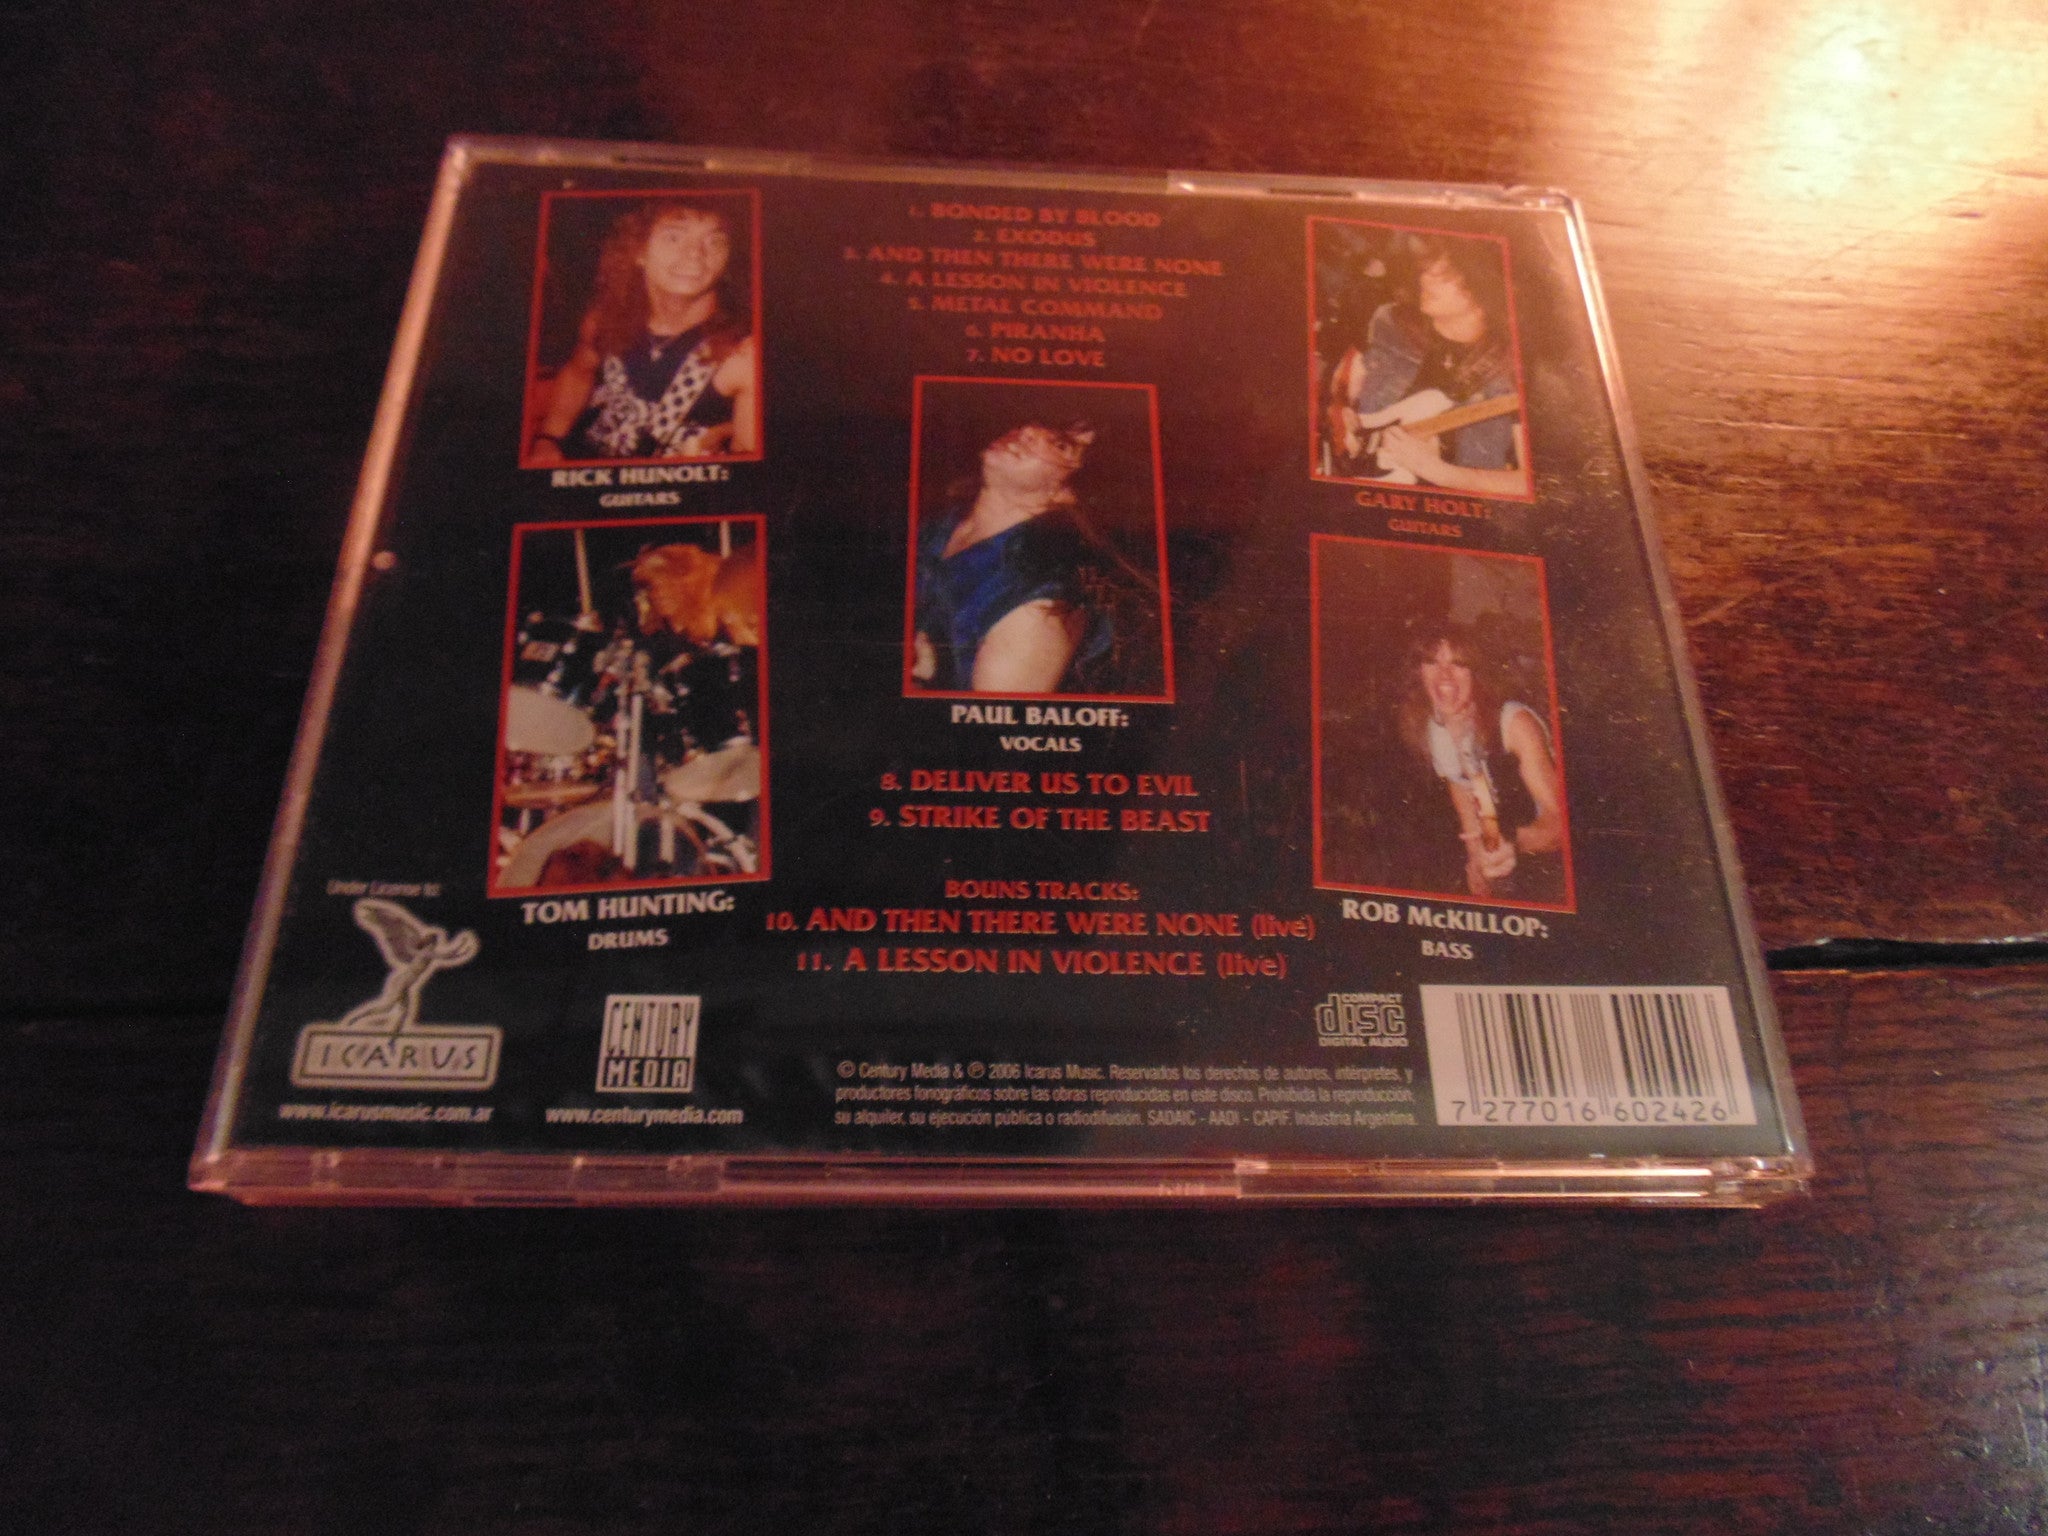 1. BONDED BY BLOOD
2. EXODUS
3. AND THEN THERE WERE NONE
4. A LESSON IN VIOLENCE
5. METAL COMMAND
6. PIRANHA
7. NO LOVE
RICK HUNOLT:
GUITARS
GARY HOLT:
GUITARS
PAUL BALOFF:
VOCALS
8. DELIVER US TO EVIL
9. STRIKE OF THE BEAST
TOM HUNTING:
DRUMS
ROB McKILLOP:
BASS
BOUNS TRACKS:
10. AND THEN THERE WERE NONE (live)
11. A LESSON IN VIOLENCE (live)
Under License to:
ICARUS
www.icarusmusic.com.ar
CENTURY
MEDIA
www.centurymedia.com
© Century Media & ℗ 2006 Icarus Music. Reservados los derechos de autores, intérpretes, y
productores fonográficos sobre las obras reproducidas en este disco. Prohibida la reproducción,
su alquiler, su ejecución pública o radiodifusión. SADAIC - AADI - CAPIF. Industria Argentina.
COMPACT
disc
DIGITAL AUDIO
7 277016 602426